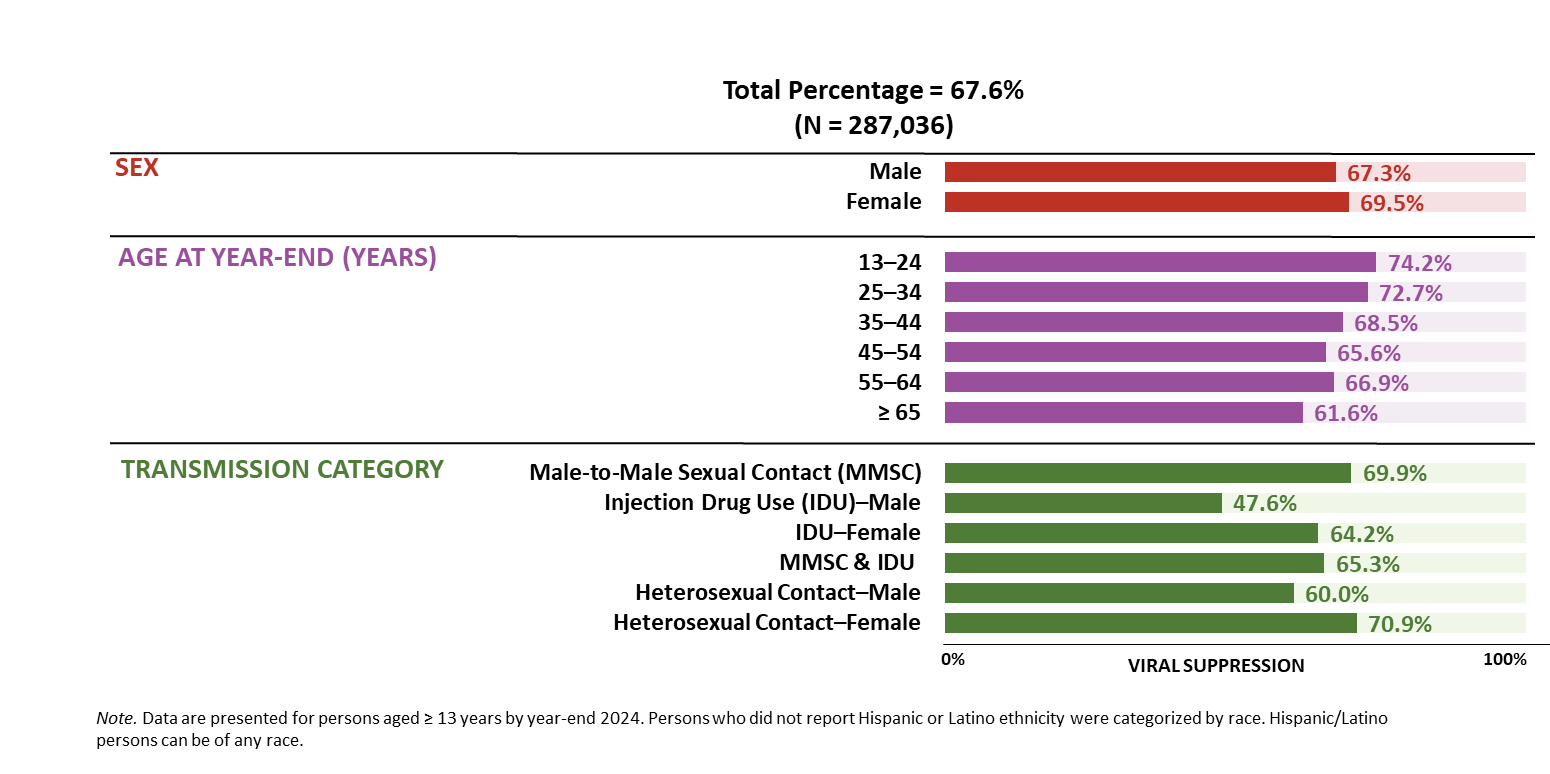 Total Percentage = 67.6%
(N = 287,036)
SEX
Male 67.3%
Female 69.5%
AGE AT YEAR-END (YEARS)
13–24 74.2%
25–34 72.7%
35–44 68.5%
45–54 65.6%
55–64 66.9%
≥ 65 61.6%
TRANSMISSION CATEGORY
Male-to-Male Sexual Contact (MMSC) 69.9%
Injection Drug Use (IDU)–Male 47.6%
IDU–Female 64.2%
MMSC & IDU 65.3%
Heterosexual Contact–Male 60.0%
Heterosexual Contact–Female 70.9%
0% VIRAL SUPPRESSION 100%
Note. Data are presented for persons aged ≥ 13 years by year-end 2024. Persons who did not report Hispanic or Latino ethnicity were categorized by race. Hispanic/Latino
persons can be of any race.